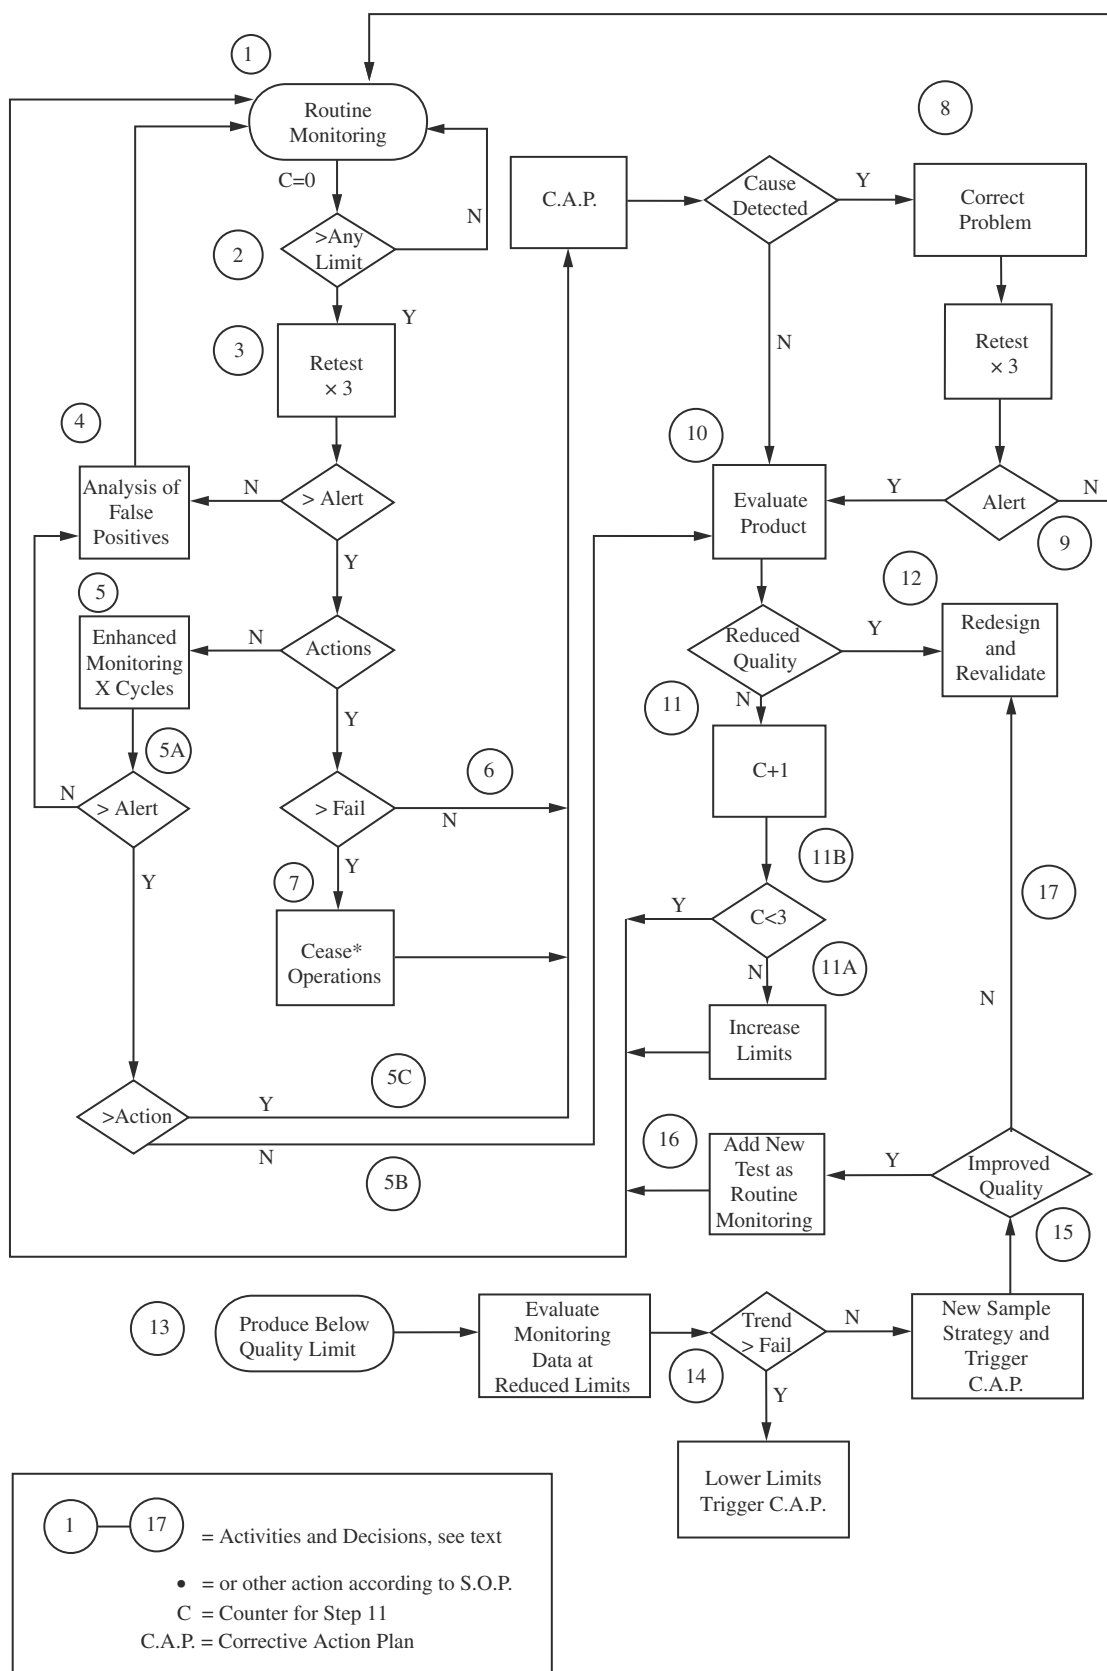 1
Routine
Monitoring
C=0
2
>Any
Limit
N
Y
3
Retest
× 3
4
Analysis of
False
Positives
N
> Alert
Y
5
Enhanced
Monitoring
X Cycles
N
Actions
Y
5A
N
> Alert
Y
> Fail
N
6
Y
7
Cease*
Operations
>Action
Y
5C
N
5B
C.A.P.
Cause
Detected
Y
N
8
Correct
Problem
Retest
× 3
Alert
Y
N
9
10
Evaluate
Product
12
Reduced
Quality
Y
Redesign
and
Revalidate
11
N
C+1
11B
C<3
Y
N
11A
Increase
Limits
17
N
16
Add New
Test as
Routine
Monitoring
Y
Improved
Quality
15
13
Produce Below
Quality Limit
Evaluate
Monitoring
Data at
Reduced Limits
Trend
> Fail
14
N
Y
New Sample
Strategy and
Trigger
C.A.P.
Lower Limits
Trigger C.A.P.
1 17 = Activities and Decisions, see text
• = or other action according to S.O.P.
C = Counter for Step 11
C.A.P. = Corrective Action Plan